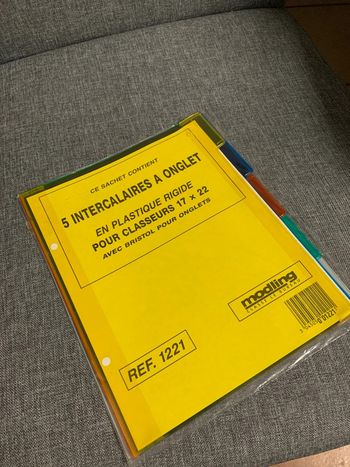 CE SACHET CONTIENT
5 INTERCALAIRES A ONGLET
EN PLASTIQUE RIGIDE
POUR CLASSEURS 17 x 22
AVEC BRISTOL POUR ONGLETS
modling
REF. 1221